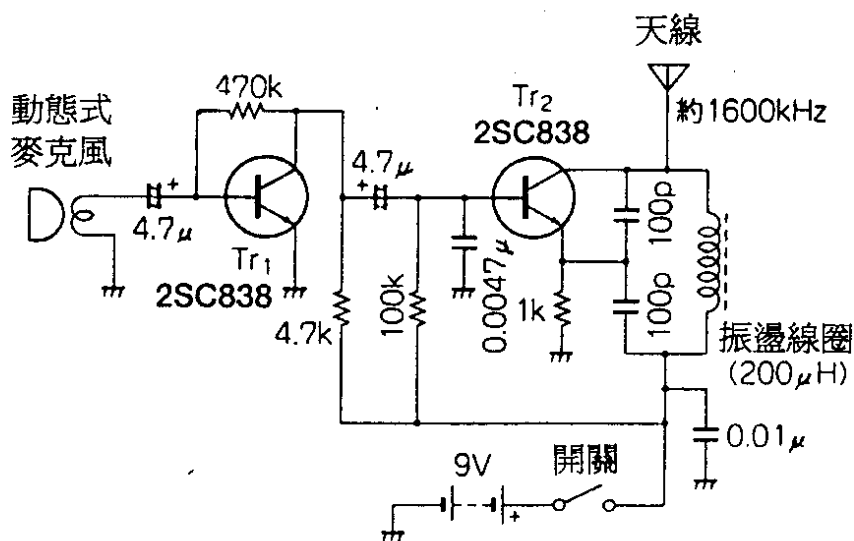 天線
470k
Tr2
2SC838
約1600kHz
動態式
麥克風
4.7μ
+
+
4.7μ
100p
Tr1
2SC838
4.7k
100k
0.0047μ
1k
100p
振盪線圈
(200μH)
0.01μ
9V
開關
+